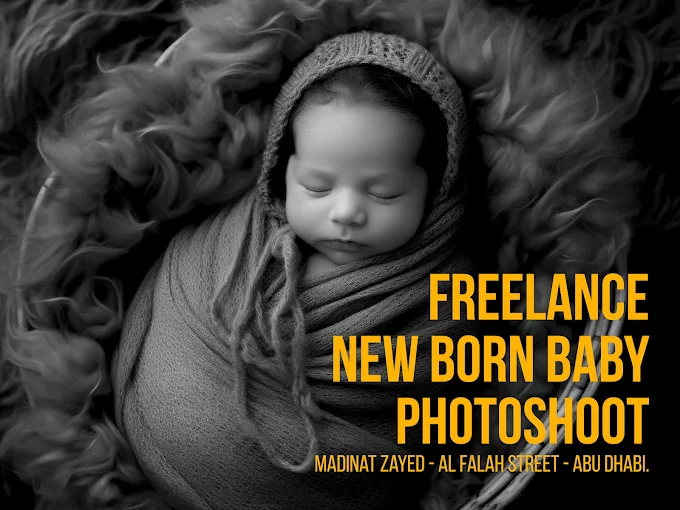 FREELANCE
NEW BORN BABY
PHOTOSHOOT
MADINAT ZAYED - AL FALAH STREET - ABU DHABI.